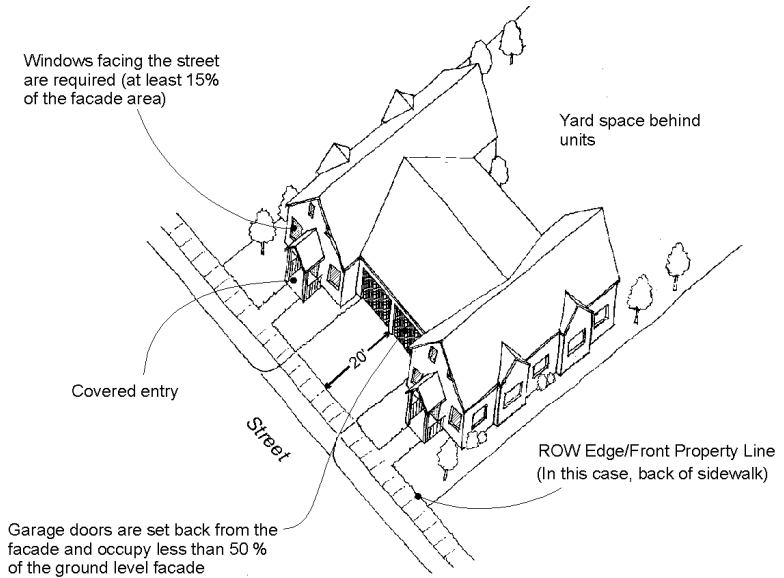 Windows facing the street
are required (at least 15%
of the facade area)
Yard space behind
units
20'
Covered entry
Street
ROW Edge/Front Property Line
(In this case, back of sidewalk)
Garage doors are set back from the
facade and occupy less than 50 %
of the ground level facade